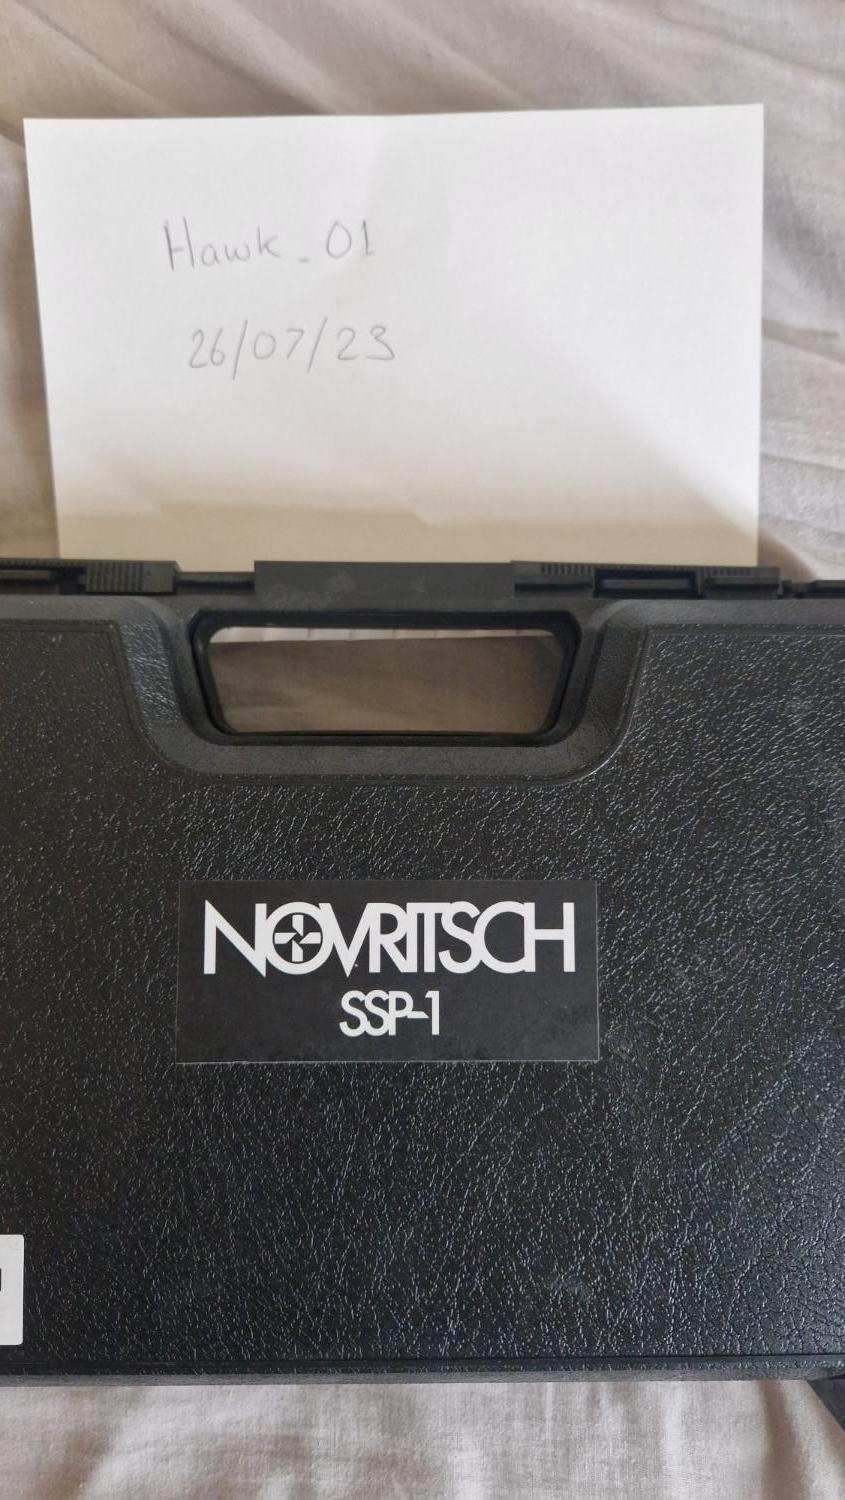 Hawk_01
26/07/23
NOVRITSCH
SSP-1